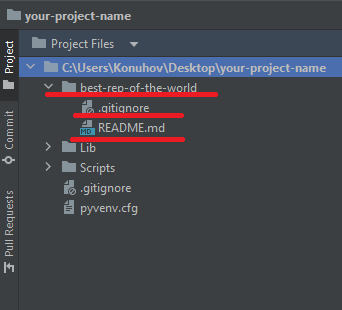 your-project-name
Project
Project Files
C:\Users\Konuhov\Desktop\your-project-name
best-rep-of-the-world
.gitignore
MD README.md
Lib
Scripts
.gitignore
pyvenv.cfg
Commit
Pull Requests